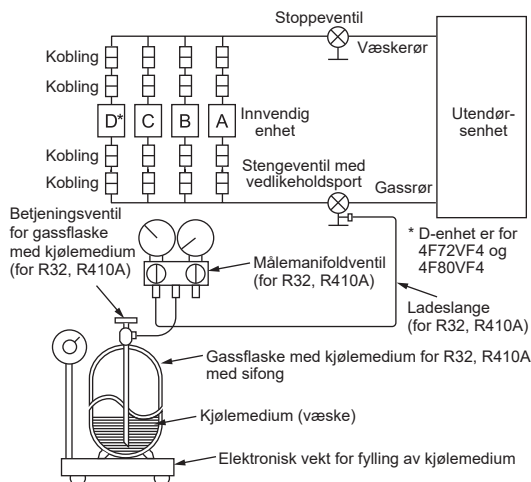 Stoppeventil
Væskerør
Kobling
Kobling
D*
C
B
A
Innvendig
enhet
Utendør-
senhet
Kobling
Kobling
Stengeventil med
vedlikeholdsport
Gassrør
Betjeningsventil
for gassflaske
med kjølemedium
(for R32, R410A)
* D-enhet er for
4F72VF4 og
4F80VF4
Målemanifoldventil
(for R32, R410A)
Ladeslange
(for R32, R410A)
Gassflaske med kjølemedium for R32, R410A
med sifong
Kjølemedium (væske)
Elektronisk vekt for fylling av kjølemedium